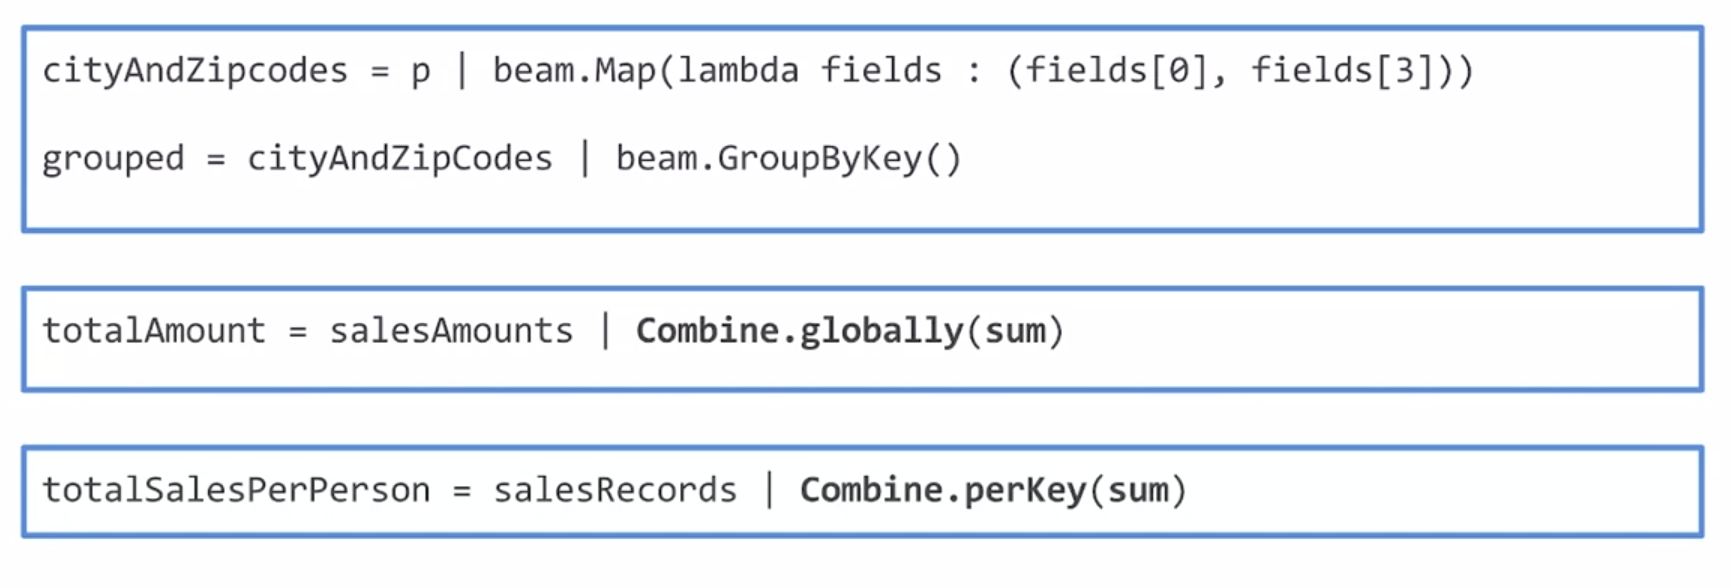 cityAndZipcodes = p | beam.Map(lambda fields : (fields[0], fields[3]))
grouped = cityAndZipCodes | beam.GroupByKey()
totalAmount = salesAmounts | Combine.globally(sum)
totalSalesPerPerson = salesRecords | Combine.perKey(sum)